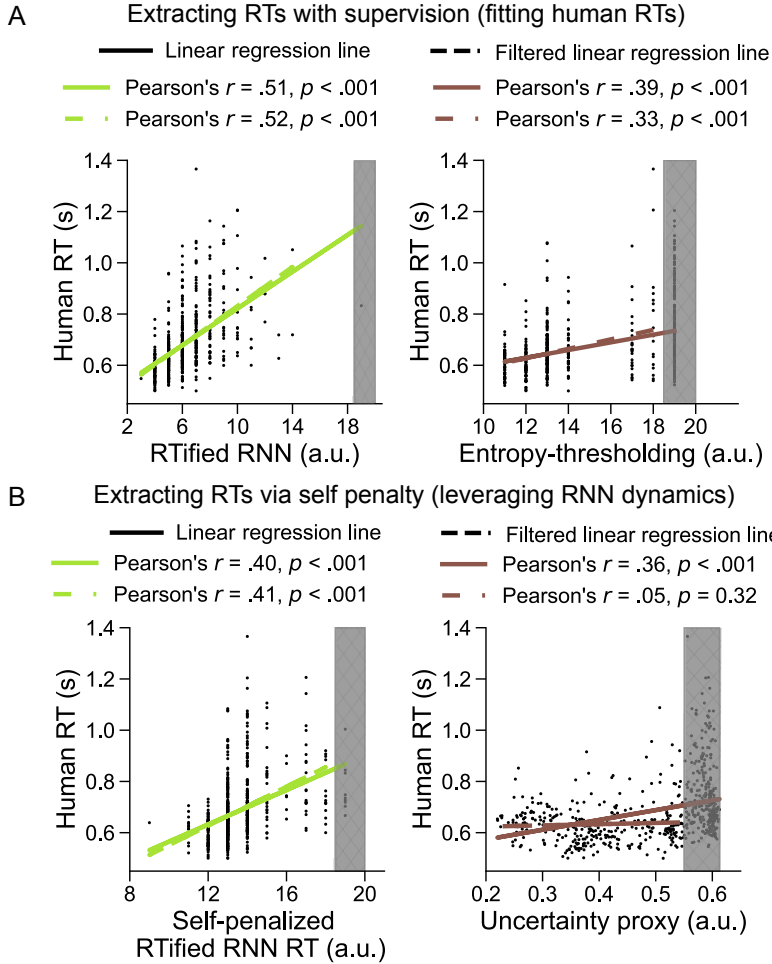 A
Extracting RTs with supervision (fitting human RTs)
Linear regression line
Filtered linear regression line
Pearson's r = .51, p < .001
Pearson's r = .39, p < .001
Pearson's r = .52, p < .001
Pearson's r = .33, p < .001
1.4
1.2
1.0
0.8
0.6
Human RT (s)
2 6 10 14 18
RTified RNN (a.u.)
1.4
1.2
1.0
0.8
0.6
Human RT (s)
10 12 14 16 18 20
Entropy-thresholding (a.u.)
B
Extracting RTs via self penalty (leveraging RNN dynamics)
Linear regression line
Filtered linear regression line
Pearson's r = .40, p < .001
Pearson's r = .36, p < .001
Pearson's r = .41, p < .001
Pearson's r = .05, p = 0.32
1.4
1.2
1.0
0.8
0.6
Human RT (s)
8 12 16 20
Self-penalized
RTified RNN RT (a.u.)
1.4
1.2
1.0
0.8
0.6
Human RT (s)
0.2 0.3 0.4 0.5 0.6
Uncertainty proxy (a.u.)